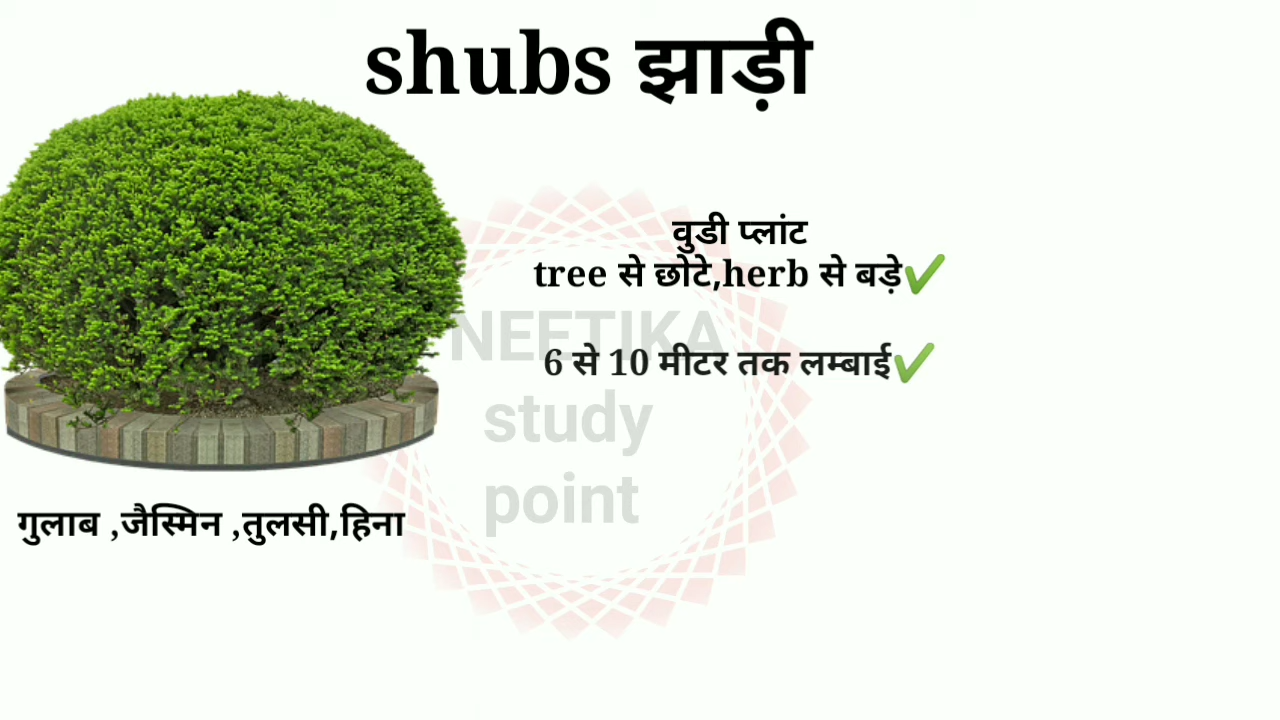 shubs झाड़ी
वुडी प्लांट
tree से छोटे,herb से बड़े✔
6 से 10 मीटर तक लम्बाई✔
NEETIKA
study
point
गुलाब ,जैस्मिन ,तुलसी,हिना